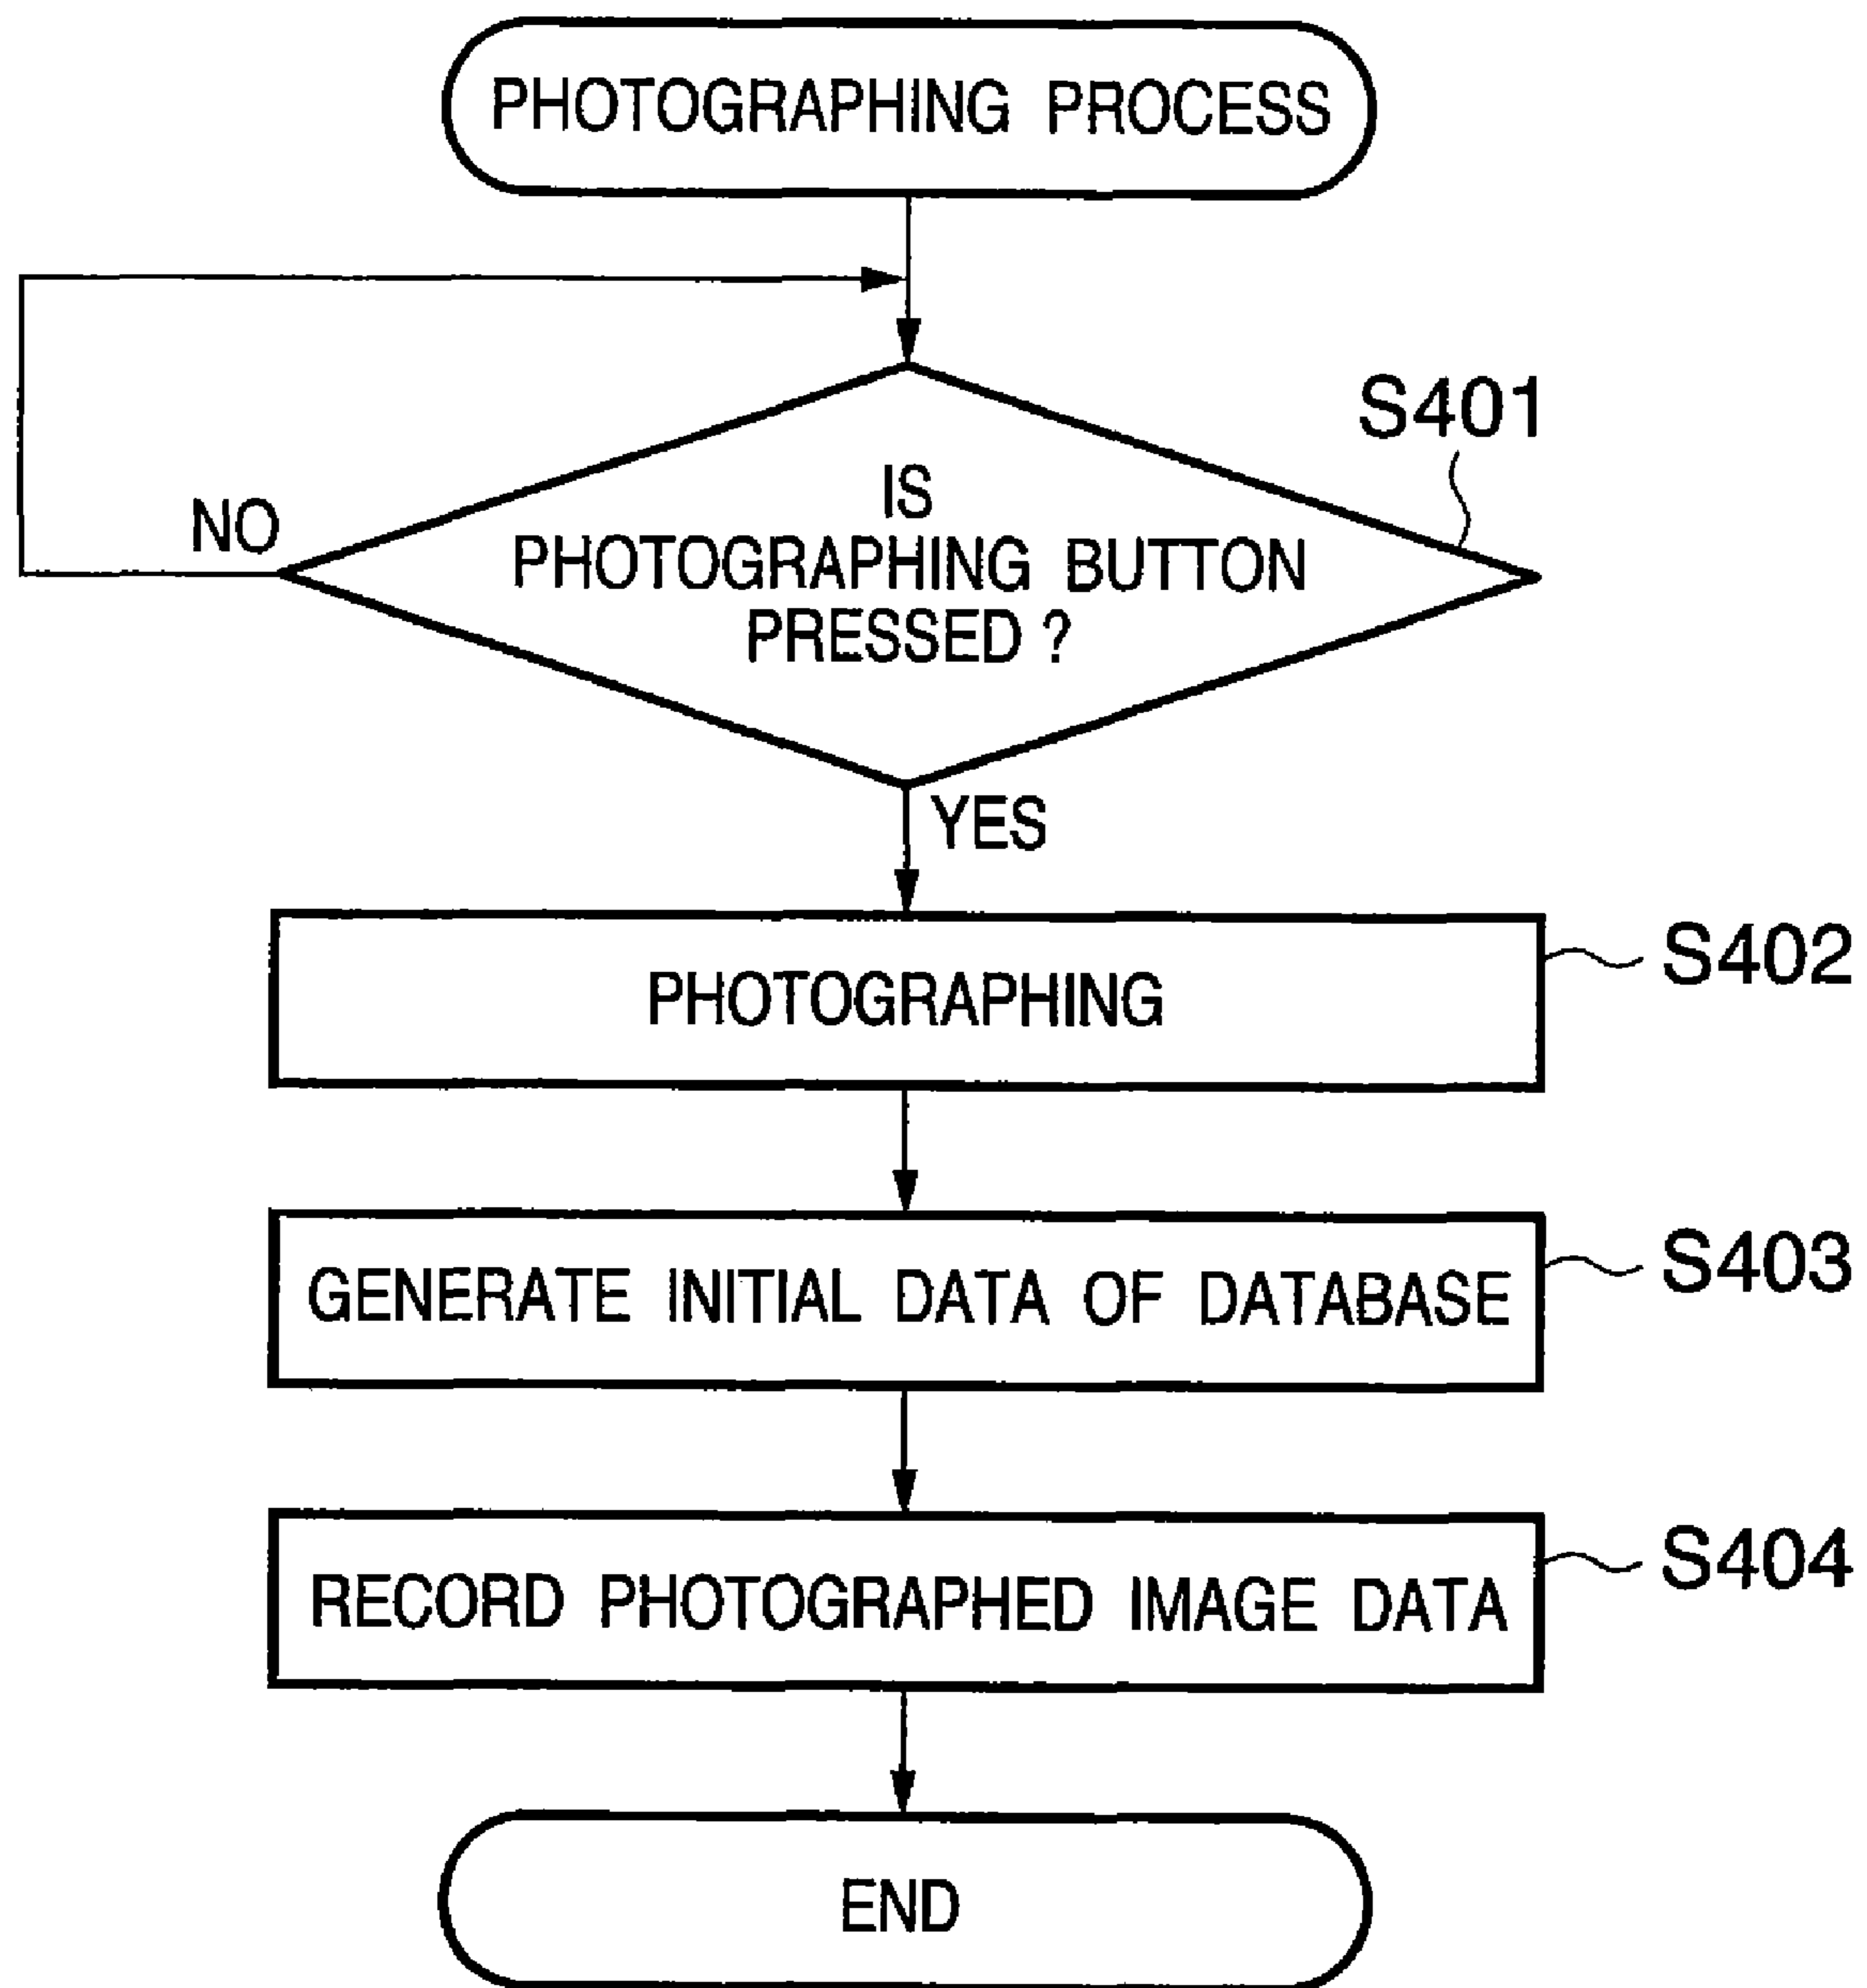 PHOTOGRAPHING PROCESS
S401
IS
PHOTOGRAPHING BUTTON
PRESSED ?
NO
YES
PHOTOGRAPHING
S402
GENERATE INITIAL DATA OF DATABASE
S403
RECORD PHOTOGRAPHED IMAGE DATA
S404
END